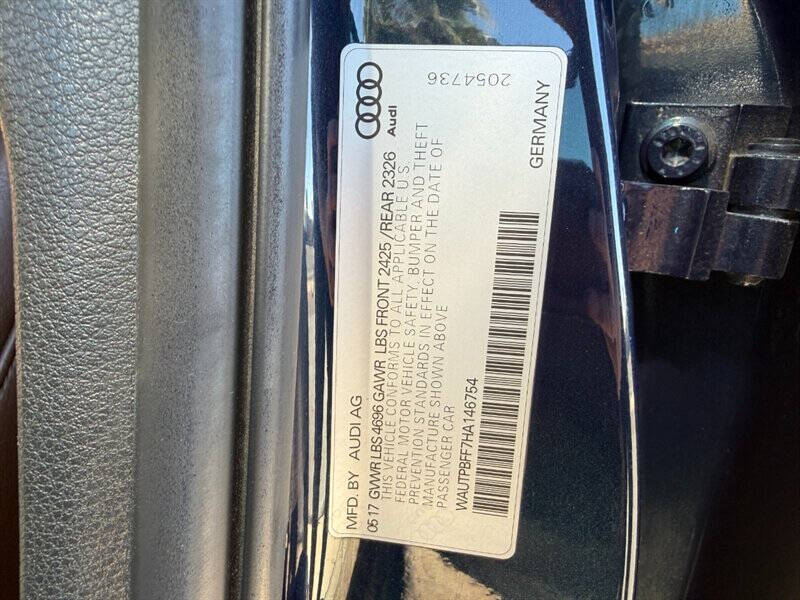 Audi
MFD. BY AUDI AG
0517 GVWR LBS 4696 GAWR LBS FRONT 2425 /REAR 2326
THIS VEHICLE CONFORMS TO ALL APPLICABLE U.S.
FEDERAL MOTOR VEHICLE SAFETY, BUMPER AND THEFT
PREVENTION STANDARDS IN EFFECT ON THE DATE OF
MANUFACTURE SHOWN ABOVE
PASSENGER CAR
WAUTPBFF7HA146754
GERMANY
2054736